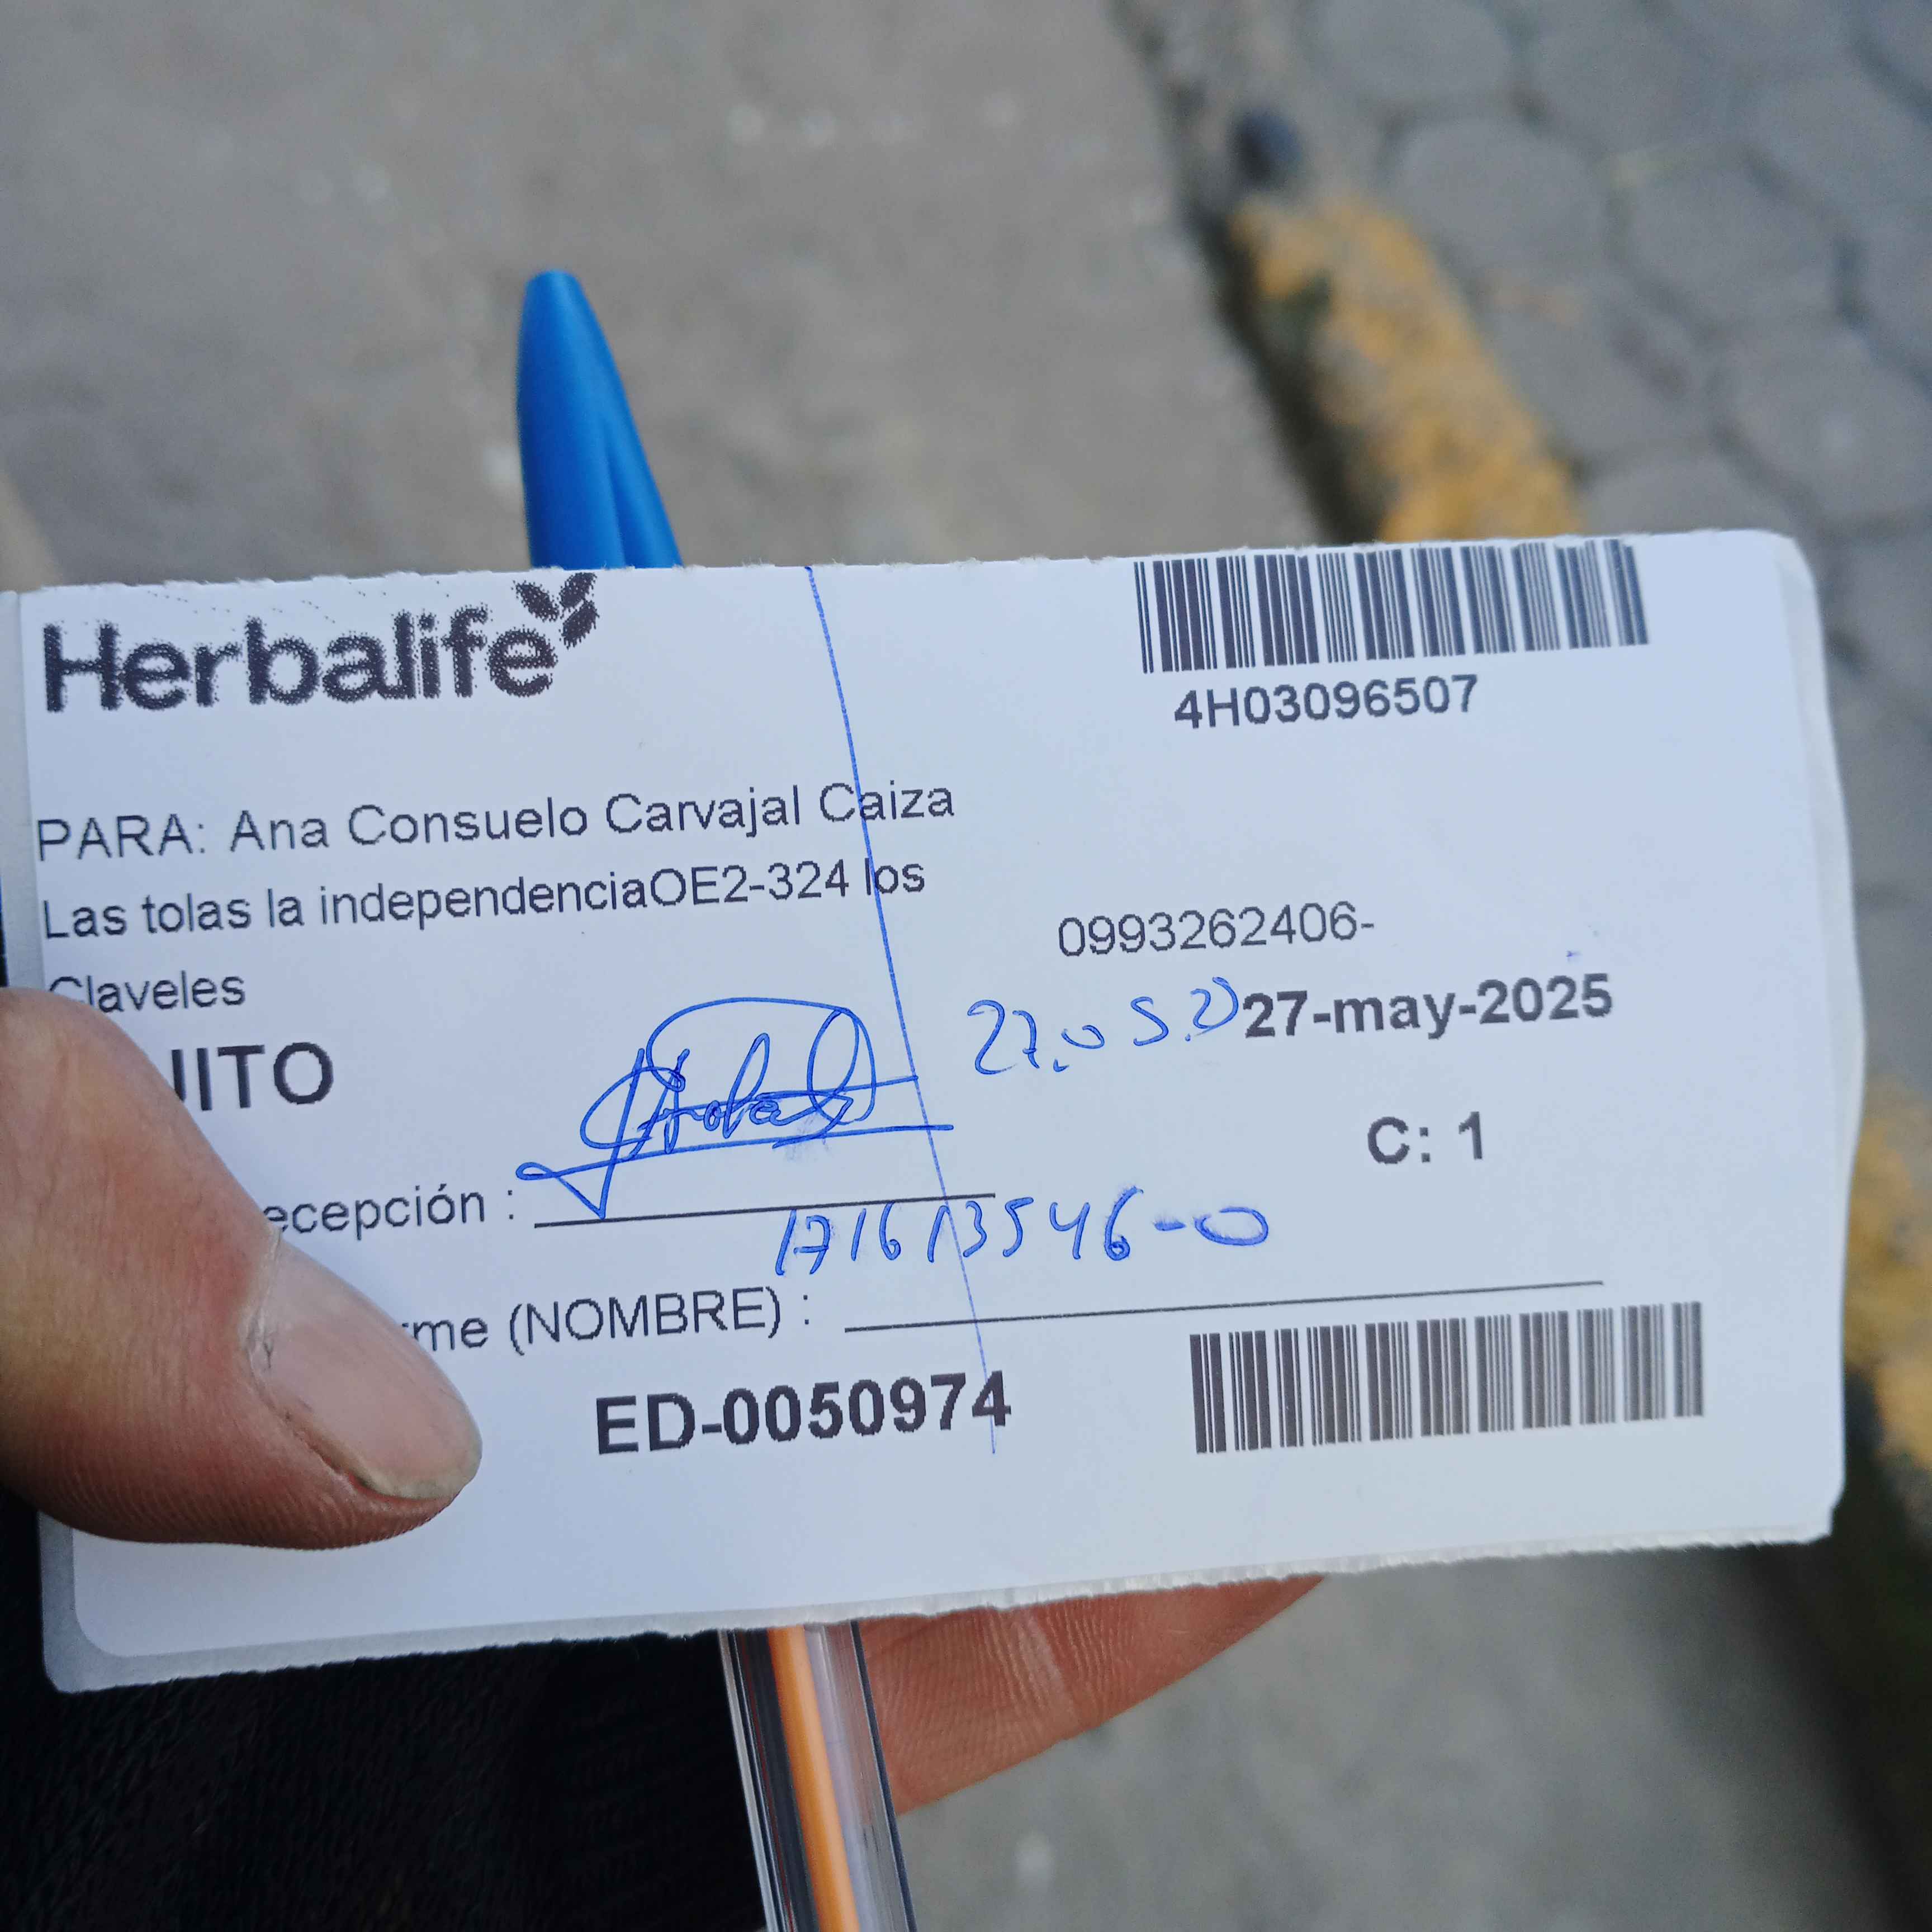 Herbalife
4H03096507
PARA: Ana Consuelo Carvajal Caiza
Las tolas la independenciaOE2-324 los
Claveles
0993262406-
27.05.2) 27-may-2025
JITO
C: 1
ecepción :
171613546-0
rme (NOMBRE) :
ED-0050974